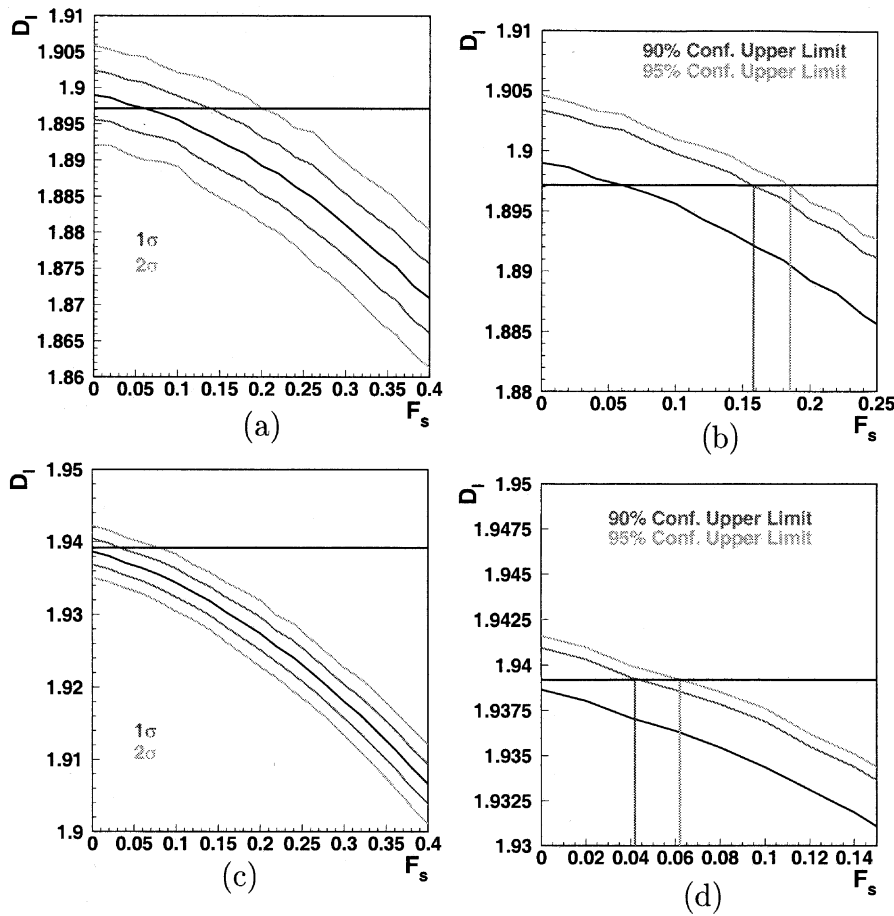 D_I
1.91
1.905
1.9
1.895
1.89
1.885
1.88
1.875
1.87
1.865
1.86
1σ
2σ
0 0.05 0.1 0.15 0.2 0.25 0.3 0.35 0.4
F_s
(a)
D_I
1.91
1.905
1.9
1.895
1.89
1.885
1.88
90% Conf. Upper Limit
95% Conf. Upper Limit
0 0.05 0.1 0.15 0.2 0.25
F_s
(b)
D_I
1.95
1.94
1.93
1.92
1.91
1.9
1σ
2σ
0 0.05 0.1 0.15 0.2 0.25 0.3 0.35 0.4
F_s
(c)
D_I
1.95
1.9475
1.945
1.9425
1.94
1.9375
1.935
1.9325
1.93
90% Conf. Upper Limit
95% Conf. Upper Limit
0 0.02 0.04 0.06 0.08 0.1 0.12 0.14
F_s
(d)